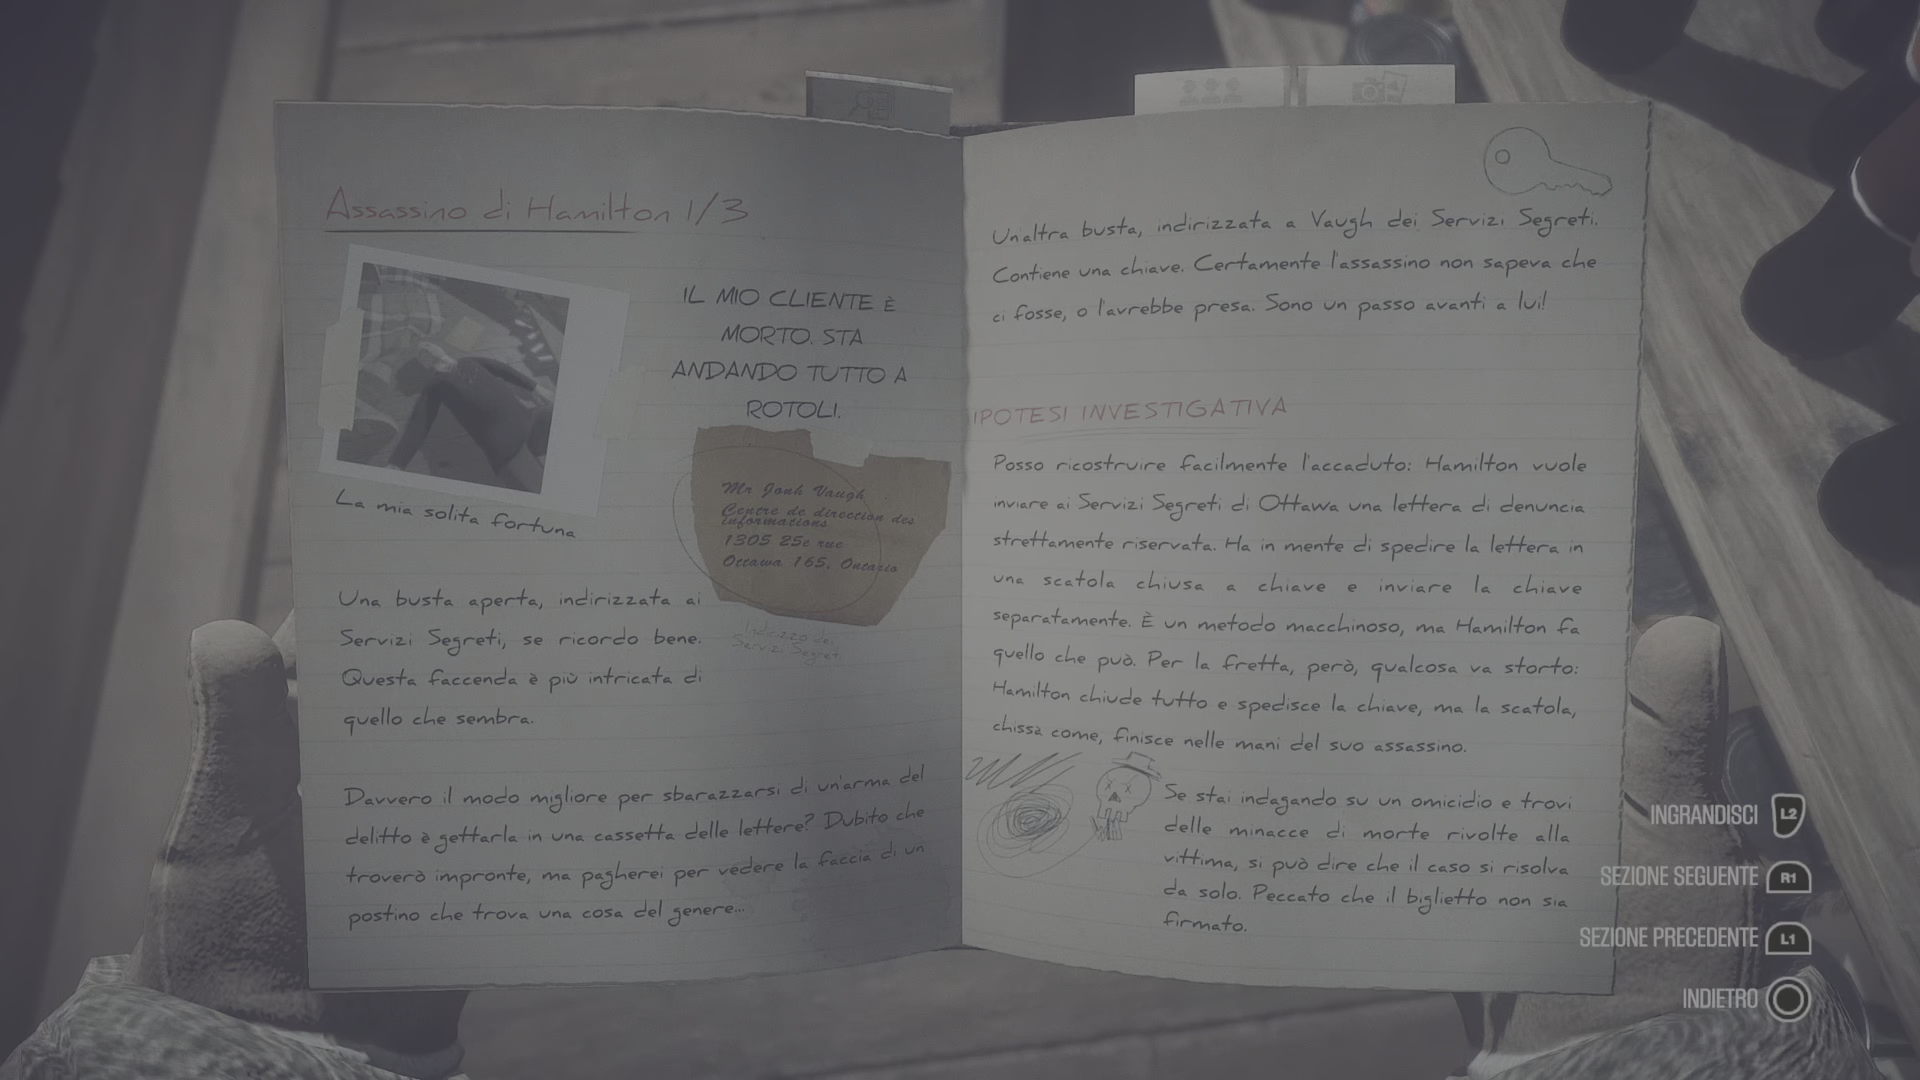 Assassino di Hamilton 1/3
IL MIO CLIENTE È
MORTO. STA
ANDANDO TUTTO A
ROTOLI.
La mia solita fortuna
Mr Jonh Vaugh
Centre de direction des
informations
1305 25e rue
Ottawa 165, Ontario
Indirizzo dei
Servizi Segreti
Una busta aperta, indirizzata ai
Servizi Segreti, se ricordo bene.
Questa faccenda è più intricata di
quello che sembra.
Davvero il modo migliore per sbarazzarsi di un'arma del
delitto è gettarla in una cassetta delle lettere? Dubito che
troverò impronte, ma pagherei per vedere la faccia di un
postino che trova una cosa del genere...
Un'altra busta, indirizzata a Vaugh dei Servizi Segreti.
Contiene una chiave. Certamente l'assassino non sapeva che
ci fosse, o l'avrebbe presa. Sono un passo avanti a lui!
IPOTESI INVESTIGATIVA
Posso ricostruire facilmente l'accaduto: Hamilton vuole
inviare ai Servizi Segreti di Ottawa una lettera di denuncia
strettamente riservata. Ha in mente di spedire la lettera in
una scatola chiusa a chiave e inviare la chiave
separatamente. È un metodo macchinoso, ma Hamilton fa
quello che può. Per la fretta, però, qualcosa va storto:
Hamilton chiude tutto e spedisce la chiave, ma la scatola,
chissà come, finisce nelle mani del suo assassino.
Se stai indagando su un omicidio e trovi
delle minacce di morte rivolte alla
vittima, si può dire che il caso si risolva
da solo. Peccato che il biglietto non sia
firmato.
INGRANDISCI L2
SEZIONE SEGUENTE R1
SEZIONE PRECEDENTE L1
INDIETRO